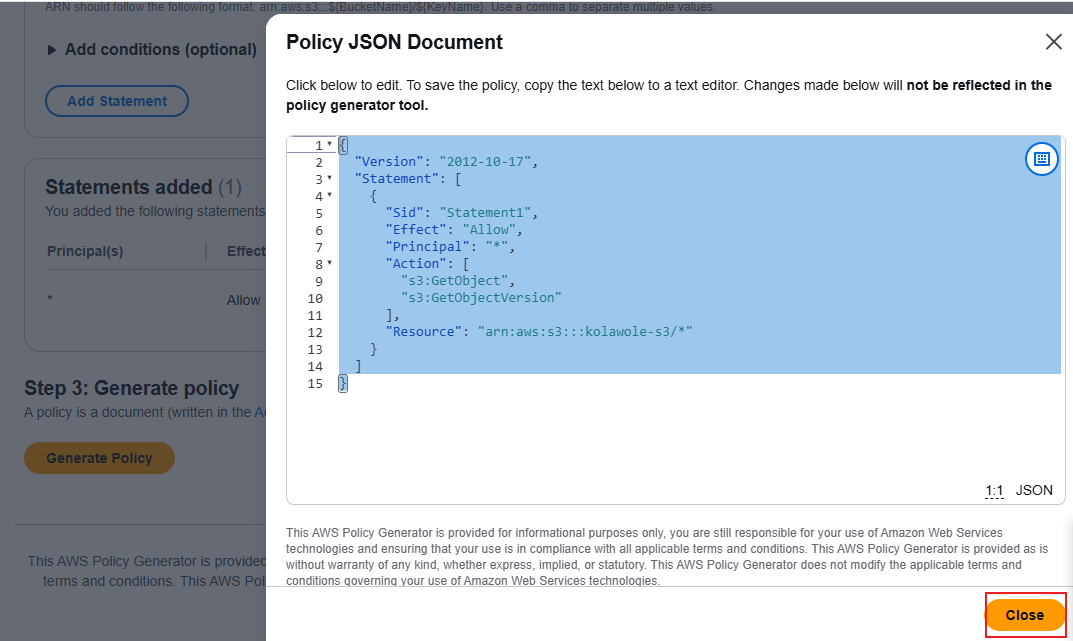 ARN should follow the following format: arn:aws:s3:::${BucketName}/${KeyName}. Use a comma to separate multiple values.
Add conditions (optional)
Add Statement
Statements added (1)
You added the following statements
Principal(s) Effect
* Allow
Step 3: Generate policy
A policy is a document (written in the
Generate Policy
This AWS Policy Generator is provided
terms and conditions. This AWS Pol
Policy JSON Document
Click below to edit. To save the policy, copy the text below to a text editor. Changes made below will not be reflected in the
policy generator tool.
1 {
2 "Version": "2012-10-17",
3 "Statement": [
4 {
5 "Sid": "Statement1",
6 "Effect": "Allow",
7 "Principal": "*",
8 "Action": [
9 "s3:GetObject",
10 "s3:GetObjectVersion"
11 ],
12 "Resource": "arn:aws:s3:::kolawole-s3/*"
13 }
14 ]
15 }
1:1 JSON
This AWS Policy Generator is provided for informational purposes only, you are still responsible for your use of Amazon Web Services
technologies and ensuring that your use is in compliance with all applicable terms and conditions. This AWS Policy Generator is provided as is
without warranty of any kind, whether express, implied, or statutory. This AWS Policy Generator does not modify the applicable terms and
conditions governing your use of Amazon Web Services technologies.
Close